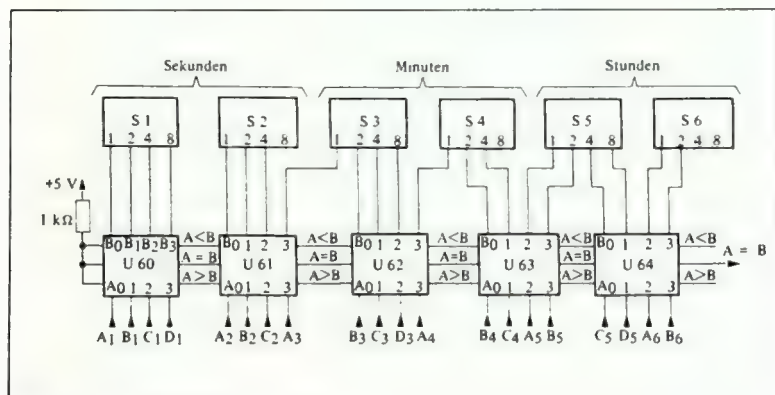 Sekunden Minuten Stunden
S 1 S 2 S 3 S 4 S 5 S 6
1 2 4 8 1 2 4 8 1 2 4 8 1 2 4 8 1 2 4 8 1 2 4 8
+5 V
1 kΩ
B0 B1 B2 B3 A<B B0 1 2 3 A<B B0 1 2 3 A<B B0 1 2 3 A<B B0 1 2 3 A<B
U 60 A = B U 61 A=B U 62 A=B U 63 A=B U 64 A = B
A0 1 2 3 A>B A0 1 2 3 A>B A0 1 2 3 A>B A0 1 2 3 A>B A0 1 2 3 A>B
A1 B1 C1 D1 A2 B2 C2 A3 B3 C3 D3 A4 B4 C4 A5 B5 C5 D5 A6 B6